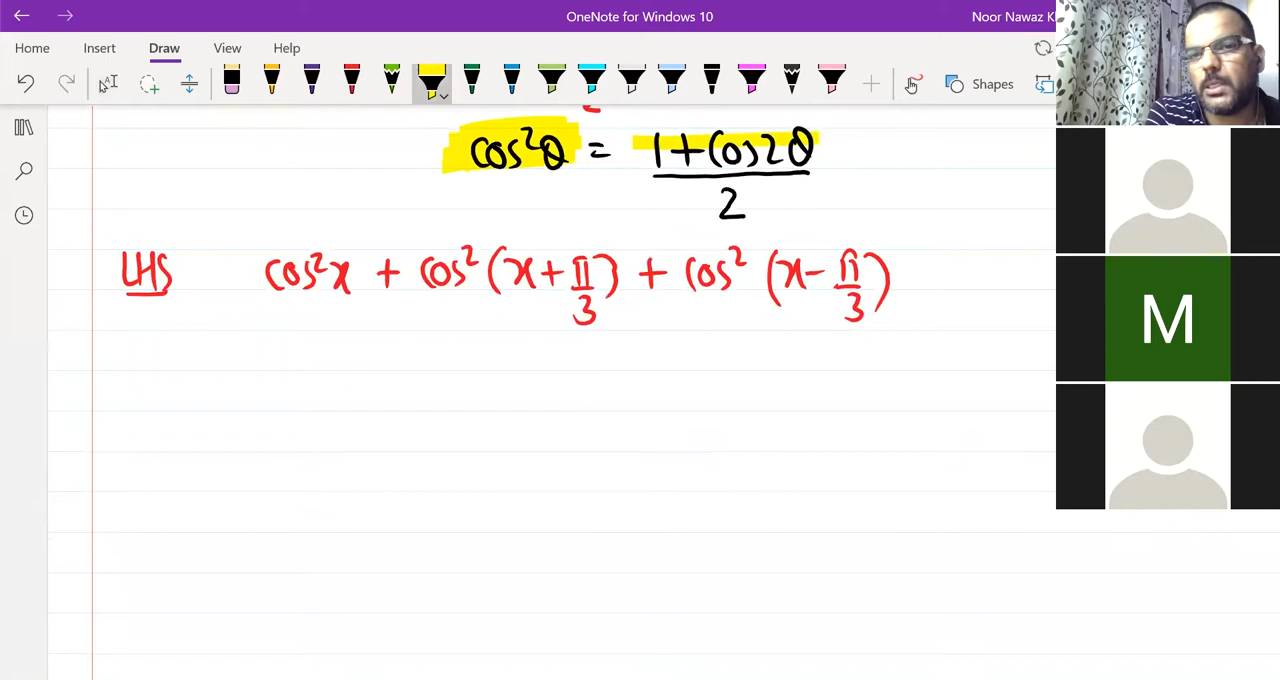 OneNote for Windows 10
Noor Nawaz K
Home Insert Draw View Help
Shapes
cos²θ = 1+cos2θ
2
LHS cos²x + cos² (x+π/3) + cos² (x-π/3)
M